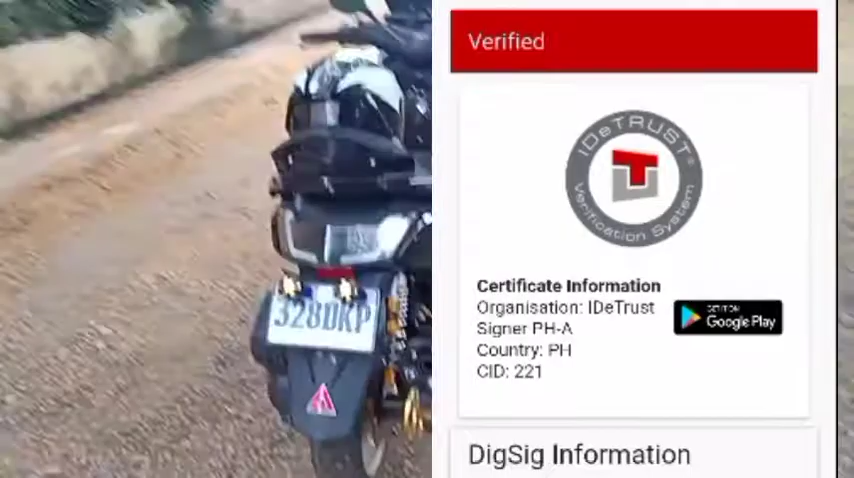 328DKP
Verified
IDeTRUST®
Verification System
Certificate Information
Organisation: IDeTrust
Signer PH-A
Country: PH
CID: 221
GET IT ON
Google Play
DigSig Information